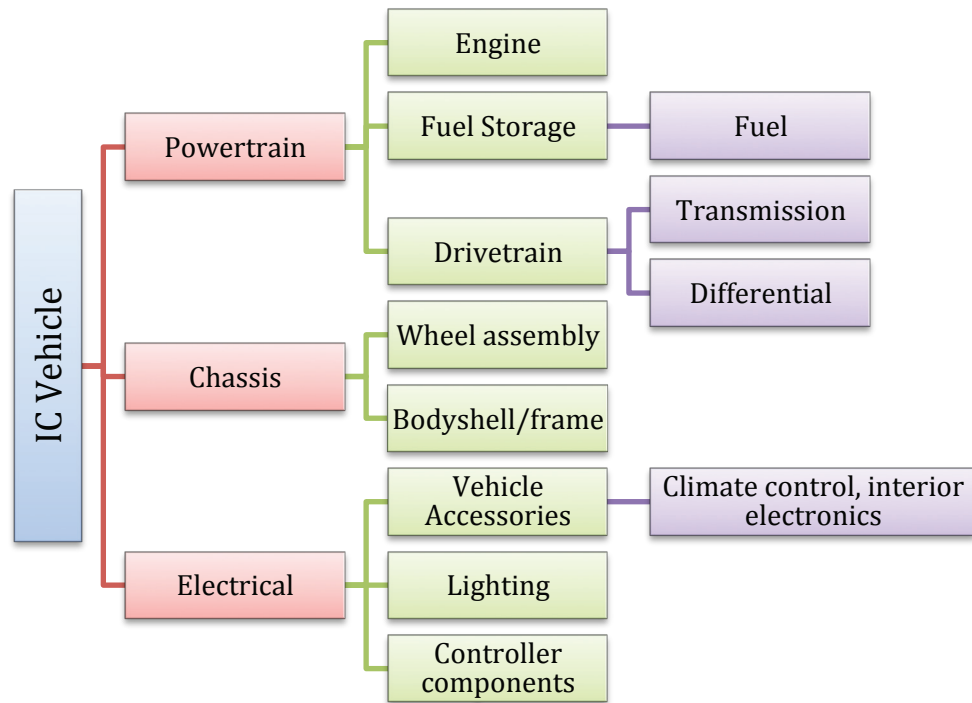 IC Vehicle
Powertrain
Engine
Fuel Storage
Fuel
Drivetrain
Transmission
Differential
Chassis
Wheel assembly
Bodyshell/frame
Electrical
Vehicle
Accessories
Climate control, interior
electronics
Lighting
Controller
components